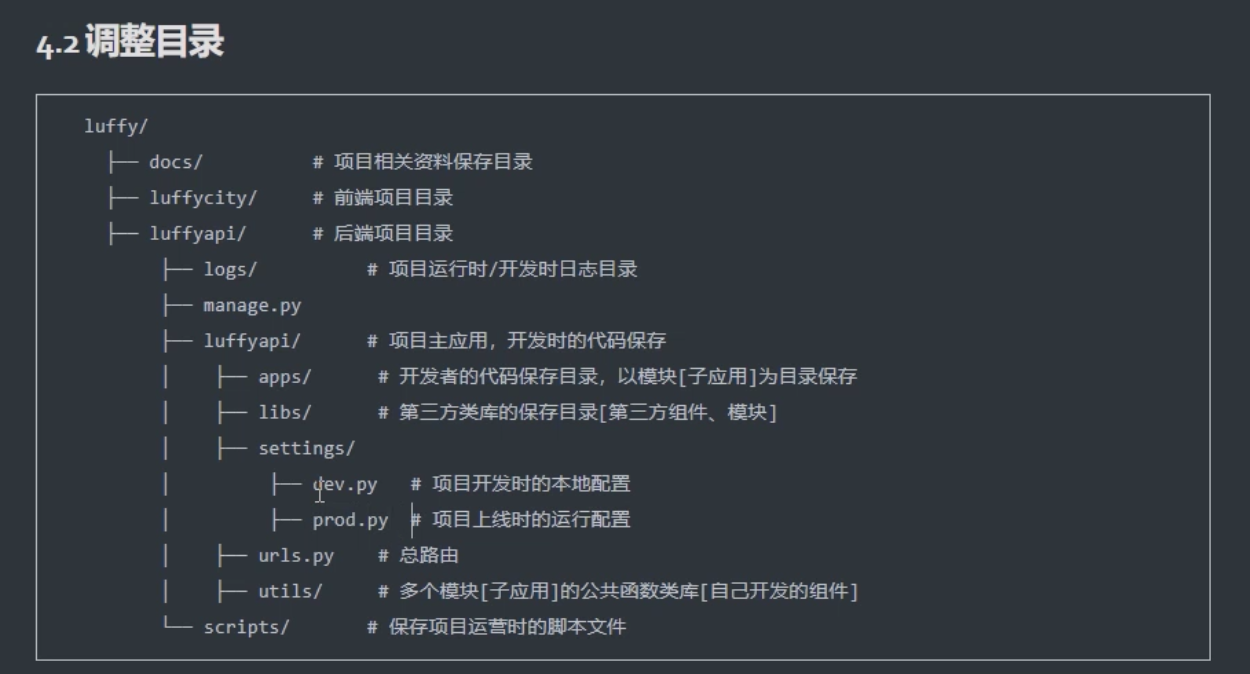 4.2 调整目录
luffy/
├── docs/ # 项目相关资料保存目录
├── luffycity/ # 前端项目目录
├── luffyapi/ # 后端项目目录
├── logs/ # 项目运行时/开发时日志目录
├── manage.py
├── luffyapi/ # 项目主应用，开发时的代码保存
│ ├── apps/ # 开发者的代码保存目录，以模块[子应用]为目录保存
│ ├── libs/ # 第三方类库的保存目录[第三方组件、模块]
│ ├── settings/
│ ├── dev.py # 项目开发时的本地配置
│ ├── prod.py # 项目上线时的运行配置
│ ├── urls.py # 总路由
│ ├── utils/ # 多个模块[子应用]的公共函数类库[自己开发的组件]
└── scripts/ # 保存项目运营时的脚本文件